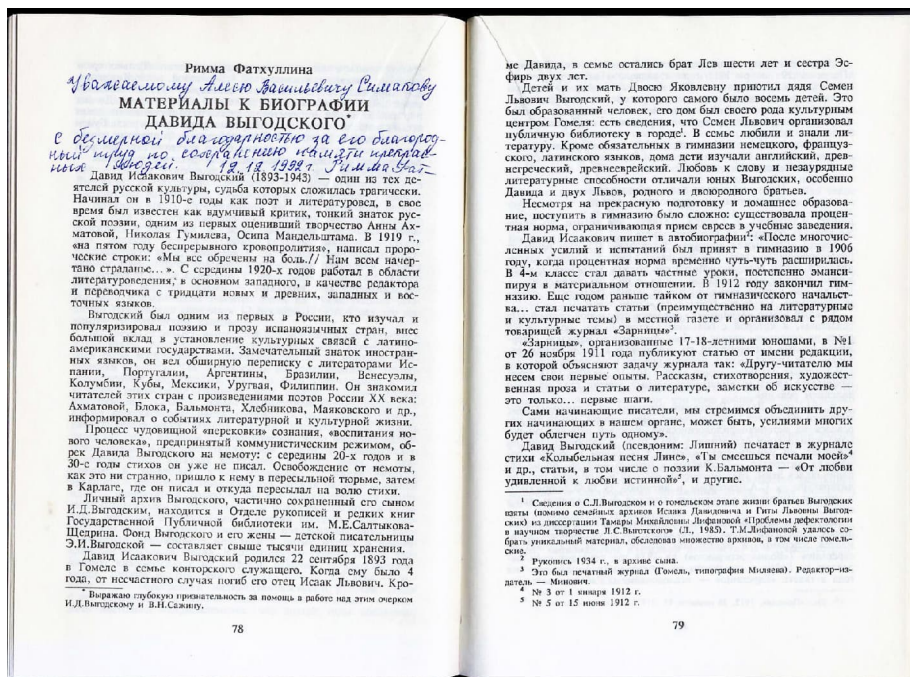 Римма Фатхуллина
Уважаемому Алесю Васильевичу Симакову
МАТЕРИАЛЫ К БИОГРАФИИ
ДАВИДА ВЫГОДСКОГО*
с безмерной благодарностью за его благород-
ный труд по сохранению памяти прекрас-
ных людей. 12.12.1992 г. Римма Фат-
Давид Исаакович Выгодский (1893-1943) — один из тех де-
ятелей русской культуры, судьба которых сложилась трагически.
Начинал он в 1910-е годы как поэт и литературовед, в свое
время был известен как вдумчивый критик, тонкий знаток рус-
ской поэзии, одним из первых оценивший творчество Анны Ах-
матовой, Николая Гумилева, Осипа Мандельштама. В 1919 г.,
«на пятом году беспрерывного кровопролития», написал проро-
ческие строки: «Мы все обречены на боль.// Нам всем начер-
тано страданье...». С середины 1920-х годов работал в области
литературоведения, в основном западного, в качестве редактора
и переводчика с тридцати новых и древних, западных и вос-
точных языков.
Выгодский был одним из первых в России, кто изучал и
популяризировал поэзию и прозу испаноязычных стран, внес
большой вклад в установление культурных связей с латино-
американскими государствами. Замечательный знаток иностран-
ных языков, он вел обширную переписку с литераторами Ис-
пании, Португалии, Аргентины, Бразилии, Венесуэлы,
Колумбии, Кубы, Мексики, Уругвая, Филиппин. Он знакомил
читателей этих стран с произведениями поэтов России XX века:
Ахматовой, Блока, Бальмонта, Хлебникова, Маяковского и др.,
информировал о событиях литературной и культурной жизни.
Процесс чудовищной «перековки» сознания, «воспитания но-
вого человека», предпринятый коммунистическим режимом, об-
рек Давида Выгодского на немоту: с середины 20-х годов и в
30-е годы стихов он уже не писал. Освобождение от немоты,
как это ни странно, пришло к нему в пересыльной тюрьме, затем
в Карлаге, где он писал и откуда пересылал на волю стихи.
Личный архив Выгодского, частично сохраненный его сыном
И.Д.Выгодским, находится в Отделе рукописей и редких книг
Государственной Публичной библиотеки им. М.Е.Салтыкова-
Щедрина. Фонд Выгодского и его жены — детской писательницы
Э.И.Выгодской — составляет свыше тысячи единиц хранения.
Давид Исаакович Выгодский родился 22 сентября 1893 года
в Гомеле в семье конторского служащего. Когда ему было 4
года, от несчастного случая погиб его отец Исаак Львович. Кро-
* Выражаю глубокую признательность за помощь в работе над этим очерком
И.Д.Выгодскому и В.Н.Сажину.
78
ме Давида, в семье остались брат Лев шести лет и сестра Эс-
фирь двух лет.
Детей и их мать Двосю Яковлевну приютил дядя Семен
Львович Выгодский, у которого самого было восемь детей. Это
был образованный человек, его дом был своего рода культурным
центром Гомеля: есть сведения, что Семен Львович организовал
публичную библиотеку в городе¹. В семье любили и знали ли-
тературу. Кроме обязательных в гимназии немецкого, француз-
ского, латинского языков, дома дети изучали английский, древ-
негреческий, древнееврейский. Любовь к слову и незаурядные
литературные способности отличали юных Выгодских, особенно
Давида и двух Львов, родного и двоюродного братьев.
Несмотря на прекрасную подготовку и домашнее образова-
ние, поступить в гимназию было сложно: существовала процен-
тная норма, ограничивающая прием евреев в учебные заведения.
Давид Исаакович пишет в автобиографии²: «После многочис-
ленных усилий и испытаний был принят в гимназию в 1906
году, когда процентная норма временно чуть-чуть расширилась.
В 4-м классе стал давать частные уроки, постепенно эманси-
пируя в материальном отношении. В 1912 году закончил гим-
назию. Еще годом раньше тайком от гимназического начальст-
ва... стал печатать статьи (преимущественно на литературные
и культурные темы) в местной газете и организовал с рядом
товарищей журнал «Зарницы»³.
«Зарницы», организованные 17-18-летними юношами, в №1
от 26 ноября 1911 года публикуют статью от имени редакции,
в которой объясняют задачу журнала так: «Другу-читателю мы
несем свои первые опыты. Рассказы, стихотворения, художест-
венная проза и статьи о литературе, заметки об искусстве —
это только... первые шаги.
Сами начинающие писатели, мы стремимся объединить дру-
гих начинающих в нашем органе, может быть, усилиями многих
будет облегчен путь одному».
Давид Выгодский (псевдоним: Лишний) печатает в журнале
стихи «Колыбельная песня Лине», «Ты смеешься печали моей»⁴
и др., статьи, в том числе о поэзии К.Бальмонта — «От любви
удивленной к любви истинной»⁵, и другие.
¹ Сведения о С.Л.Выгодском и о гомельском этапе жизни братьев Выгодских
взяты (помимо семейных архивов Исаака Давидовича и Гиты Львовны Выгод-
ских) из диссертации Тамары Михайловны Лифановой «Проблемы дефектологии
в научном творчестве Л.С.Выготского» (Л., 1985). Т.М.Лифановой удалось со-
брать уникальный материал, обследовав множество архивов, в том числе гомель-
ские.
² Рукопись 1934 г., в архиве сына.
³ Это был печатный журнал (Гомель, типография Миляева). Редактор-из-
датель — Минович.
⁴ № 3 от 1 января 1912 г.
⁵ № 5 от 15 июня 1912 г.
79